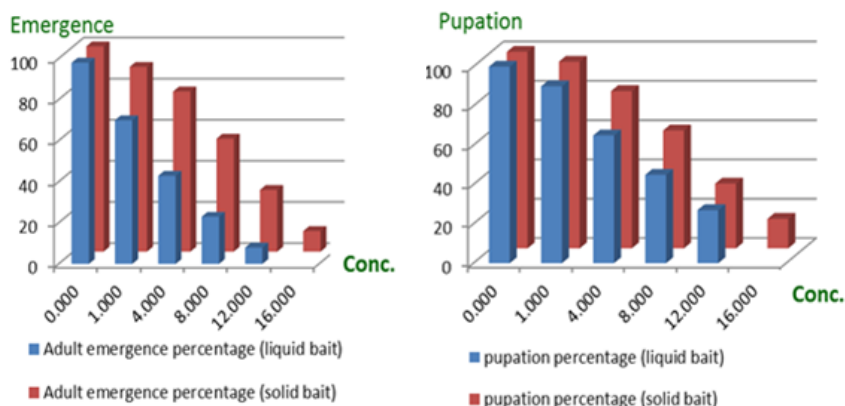 Emergence
100
80
60
40
20
0
0.000 1.000 4.000 8.000 12.000 16.000
Conc.
Adult emergence percentage (liquid bait)
Adult emergence percentage (solid bait)
Pupation
100
80
60
40
20
0
0.000 1.000 4.000 8.000 12.000 16.000
Conc.
pupation percentage (liquid bait)
pupation percentage (solid bait)